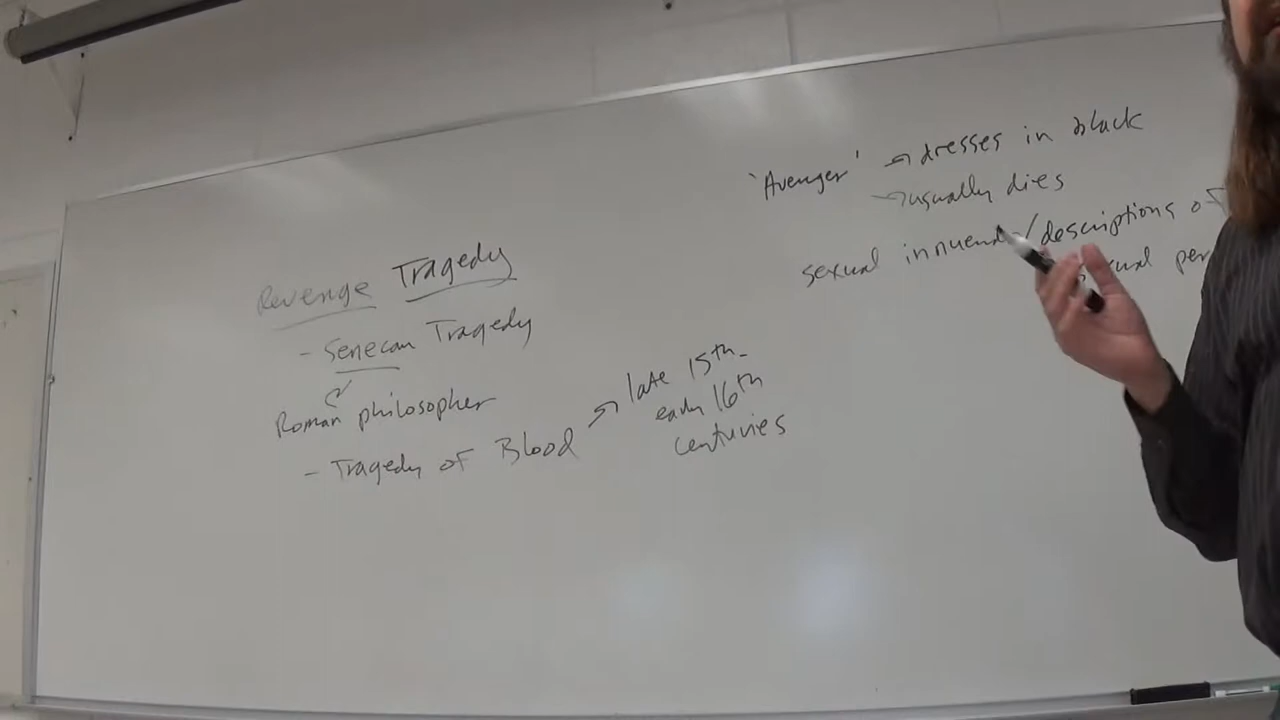 Revenge Tragedy
- Senecan Tragedy
Roman philosopher
- Tragedy of Blood → late 15th -
early 16th
centuries
'Avenger' → dresses in black
→ usually dies
sexual innuendo/descriptions of